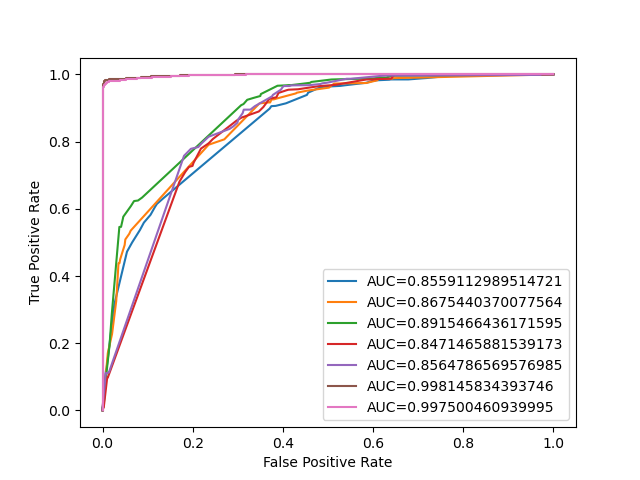 1.0
0.8
0.6
0.4
0.2
0.0
True Positive Rate
AUC=0.8559112989514721
AUC=0.8675440370077564
AUC=0.8915466436171595
AUC=0.8471465881539173
AUC=0.8564786569576985
AUC=0.998145834393746
AUC=0.997500460939995
0.0 0.2 0.4 0.6 0.8 1.0
False Positive Rate